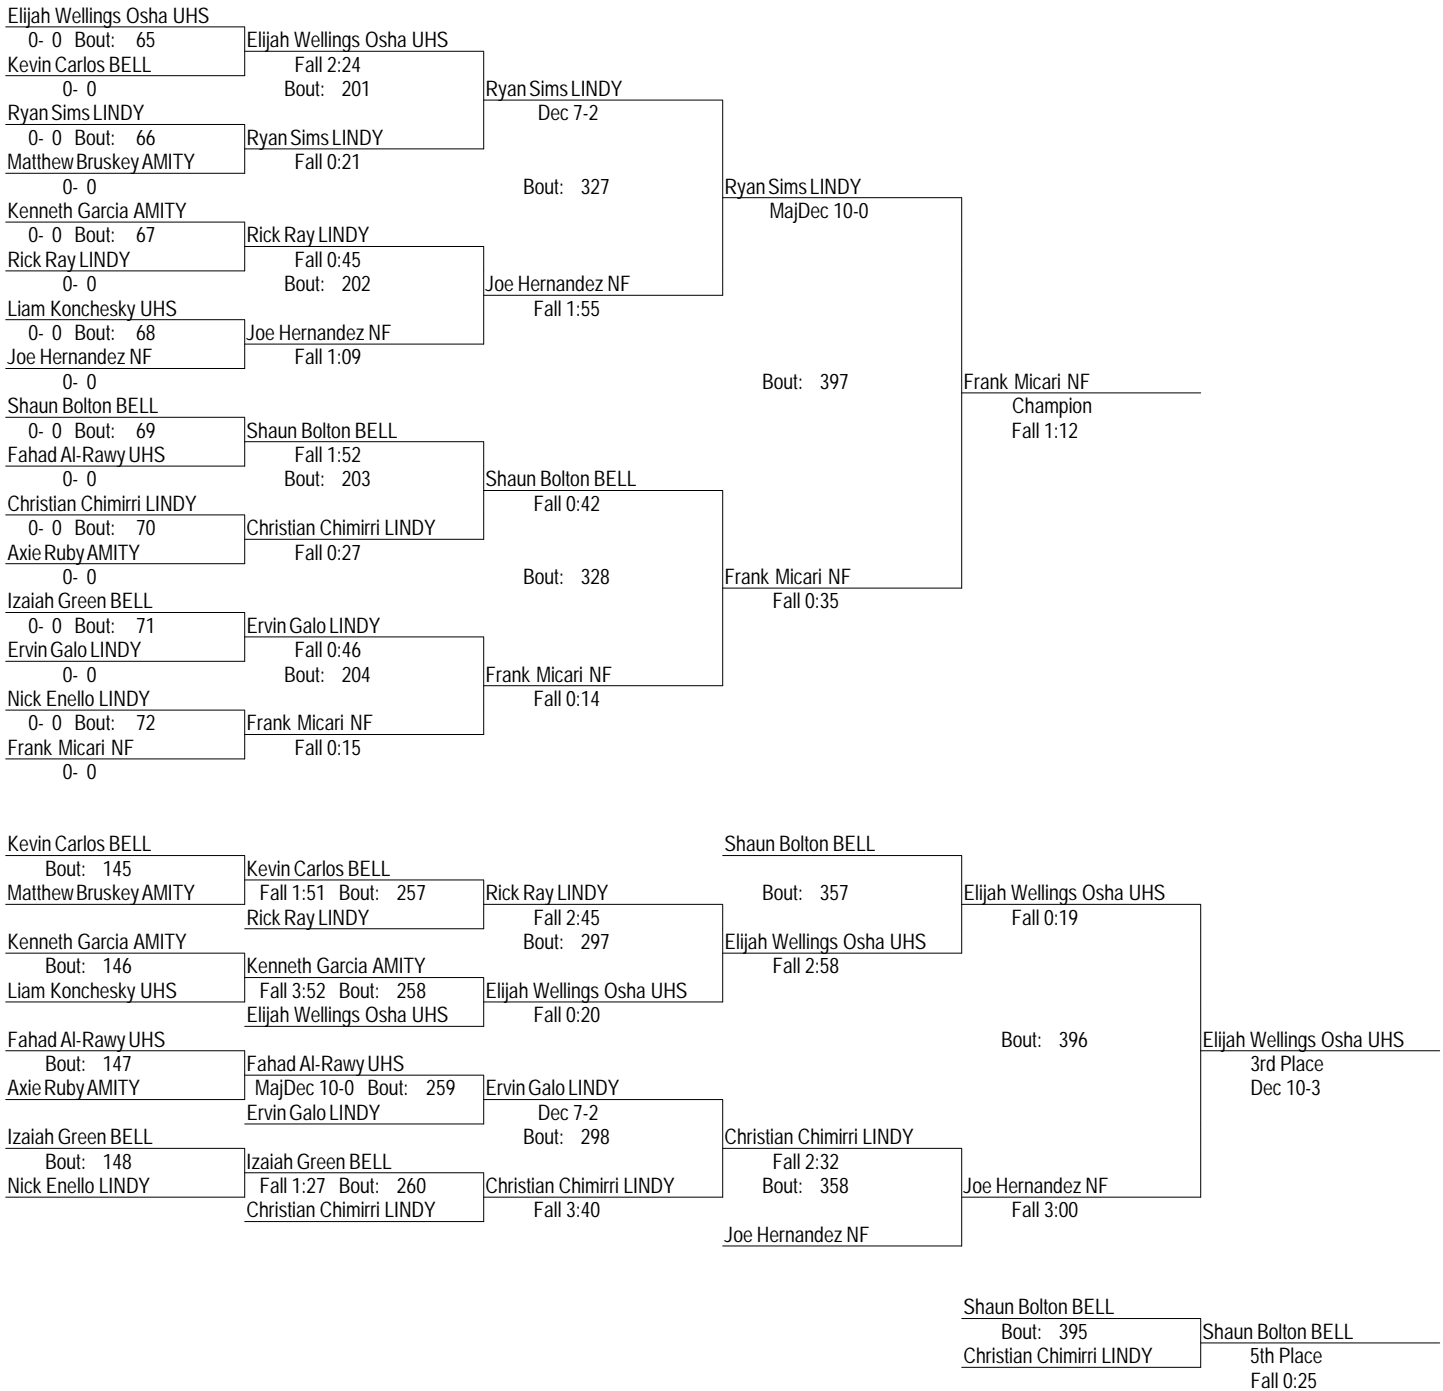 Elijah Wellings Osha UHS
0- 0 Bout: 65 Elijah Wellings Osha UHS
Kevin Carlos BELL Fall 2:24
0- 0 Bout: 201 Ryan Sims LINDY
Ryan Sims LINDY Dec 7-2
0- 0 Bout: 66 Ryan Sims LINDY
Matthew Bruskey AMITY Fall 0:21
0- 0 Bout: 327 Ryan Sims LINDY
Kenneth Garcia AMITY MajDec 10-0
0- 0 Bout: 67 Rick Ray LINDY
Rick Ray LINDY Fall 0:45
0- 0 Bout: 202 Joe Hernandez NF
Liam Konchesky UHS Fall 1:55
0- 0 Bout: 68 Joe Hernandez NF
Joe Hernandez NF Fall 1:09
0- 0 Bout: 397 Frank Micari NF
Shaun Bolton BELL Champion
0- 0 Bout: 69 Shaun Bolton BELL Fall 1:12
Fahad Al-Rawy UHS Fall 1:52
0- 0 Bout: 203 Shaun Bolton BELL
Christian Chimirri LINDY Fall 0:42
0- 0 Bout: 70 Christian Chimirri LINDY
Axie Ruby AMITY Fall 0:27
0- 0 Bout: 328 Frank Micari NF
Izaiah Green BELL Fall 0:35
0- 0 Bout: 71 Ervin Galo LINDY
Ervin Galo LINDY Fall 0:46
0- 0 Bout: 204 Frank Micari NF
Nick Enello LINDY Fall 0:14
0- 0 Bout: 72 Frank Micari NF
Frank Micari NF Fall 0:15
0- 0
Kevin Carlos BELL Shaun Bolton BELL
Bout: 145 Kevin Carlos BELL
Matthew Bruskey AMITY Fall 1:51 Bout: 257 Rick Ray LINDY Bout: 357 Elijah Wellings Osha UHS
Rick Ray LINDY Fall 2:45 Fall 0:19
Kenneth Garcia AMITY Bout: 297 Elijah Wellings Osha UHS
Bout: 146 Kenneth Garcia AMITY Fall 2:58
Liam Konchesky UHS Fall 3:52 Bout: 258 Elijah Wellings Osha UHS
Elijah Wellings Osha UHS Fall 0:20
Fahad Al-Rawy UHS Bout: 396 Elijah Wellings Osha UHS
Bout: 147 Fahad Al-Rawy UHS 3rd Place
Axie Ruby AMITY MajDec 10-0 Bout: 259 Ervin Galo LINDY Dec 10-3
Ervin Galo LINDY Dec 7-2
Izaiah Green BELL Bout: 298 Christian Chimirri LINDY
Bout: 148 Izaiah Green BELL Fall 2:32
Nick Enello LINDY Fall 1:27 Bout: 260 Christian Chimirri LINDY Bout: 358 Joe Hernandez NF
Christian Chimirri LINDY Fall 3:40 Fall 3:00
Joe Hernandez NF
Shaun Bolton BELL
Bout: 395 Shaun Bolton BELL
Christian Chimirri LINDY 5th Place
Fall 0:25